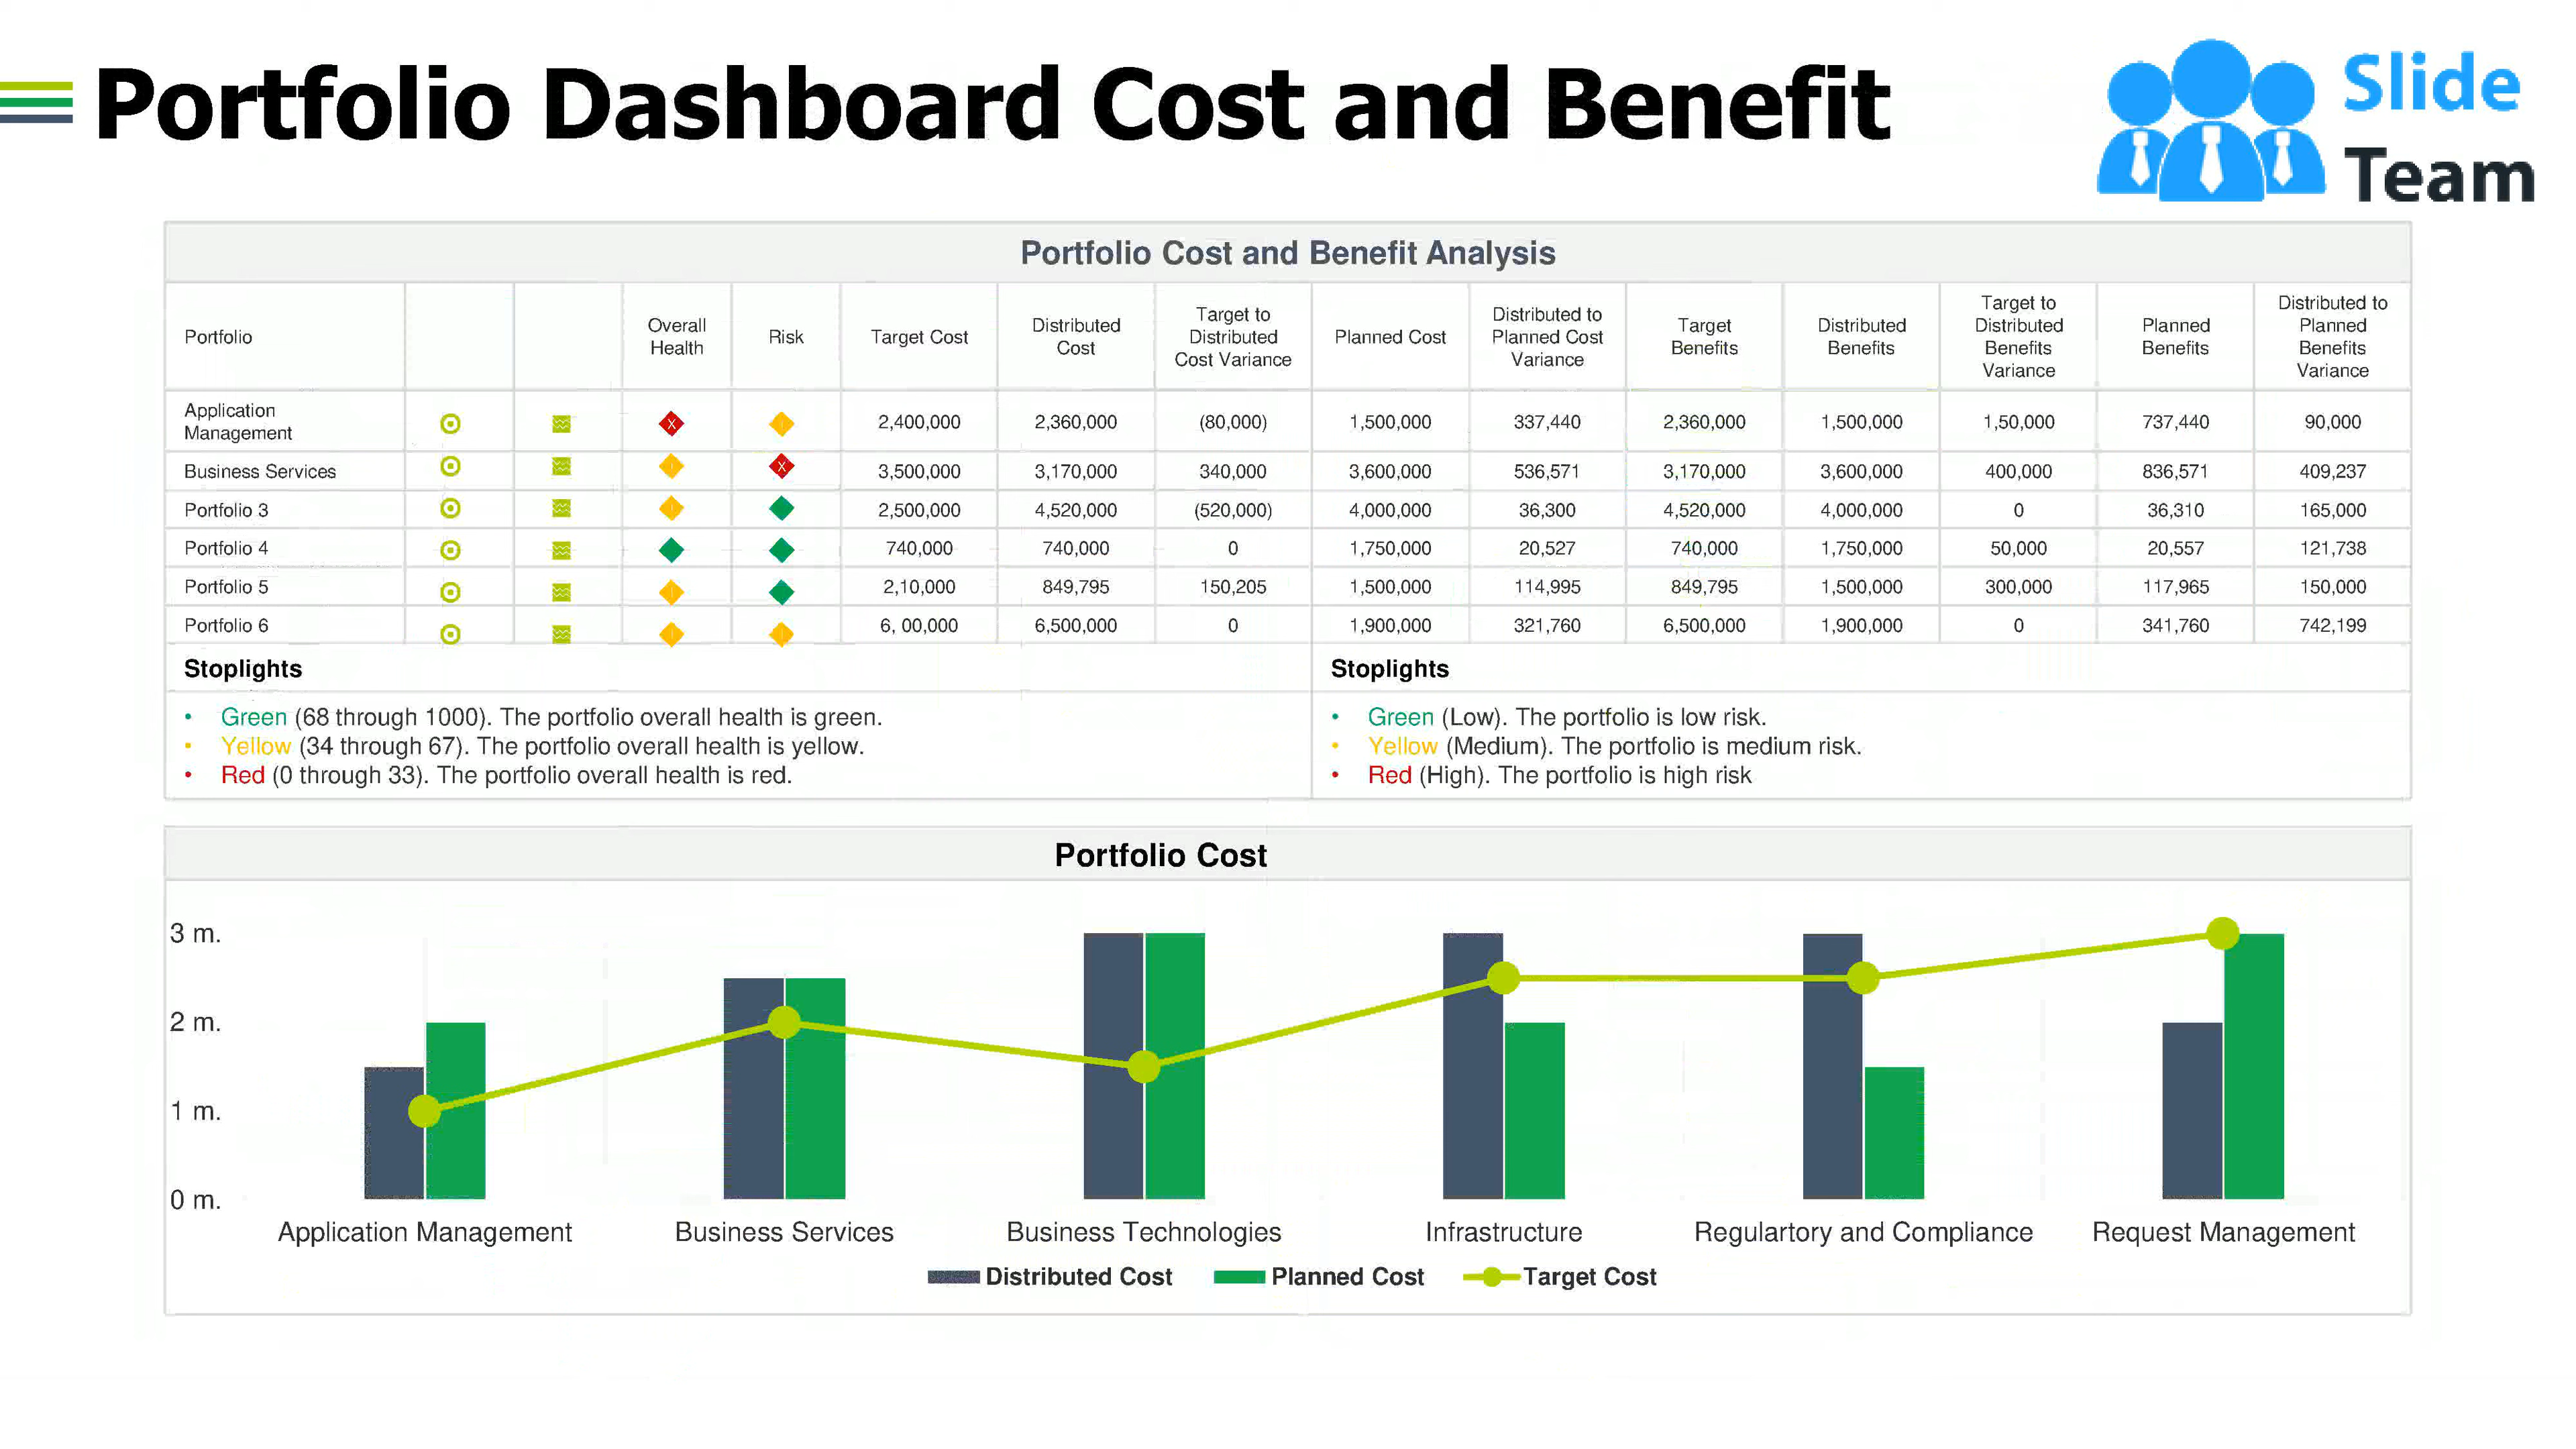 Portfolio Dashboard Cost and Benefit
Slide
Team
Portfolio Cost and Benefit Analysis
Portfolio Overall Health Risk Target Cost Distributed Cost Target to Distributed Cost Variance Planned Cost Distributed to Planned Cost Variance Target Benefits Distributed Benefits Target to Distributed Benefits Variance Planned Benefits Distributed to Planned Benefits Variance
Application Management X 2,400,000 2,360,000 (80,000) 1,500,000 337,440 2,360,000 1,500,000 1,50,000 737,440 90,000
Business Services X 3,500,000 3,170,000 340,000 3,600,000 536,571 3,170,000 3,600,000 400,000 836,571 409,237
Portfolio 3 2,500,000 4,520,000 (520,000) 4,000,000 36,300 4,520,000 4,000,000 0 36,310 165,000
Portfolio 4 740,000 740,000 0 1,750,000 20,527 740,000 1,750,000 50,000 20,557 121,738
Portfolio 5 2,10,000 849,795 150,205 1,500,000 114,995 849,795 1,500,000 300,000 117,965 150,000
Portfolio 6 6, 00,000 6,500,000 0 1,900,000 321,760 6,500,000 1,900,000 0 341,760 742,199
Stoplights
• Green (68 through 1000). The portfolio overall health is green.
• Yellow (34 through 67). The portfolio overall health is yellow.
• Red (0 through 33). The portfolio overall health is red.
Stoplights
• Green (Low). The portfolio is low risk.
• Yellow (Medium). The portfolio is medium risk.
• Red (High). The portfolio is high risk
Portfolio Cost
3 m.
2 m.
1 m.
0 m.
Application Management Business Services Business Technologies Infrastructure Regulartory and Compliance Request Management
Distributed Cost Planned Cost Target Cost